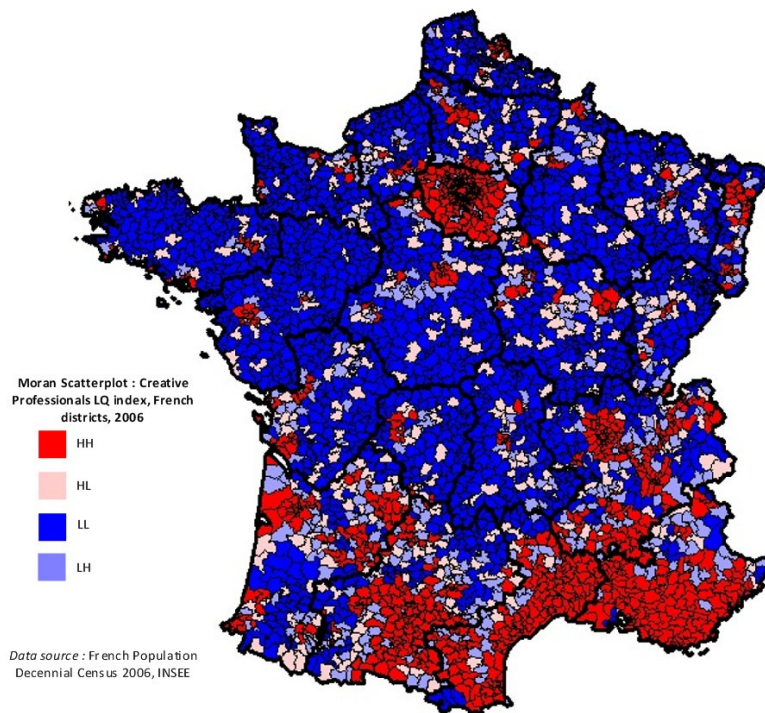 Moran Scatterplot : Creative
Professionals LQ index, French
districts, 2006
HH
HL
LL
LH
Data source : French Population
Decennial Census 2006, INSEE